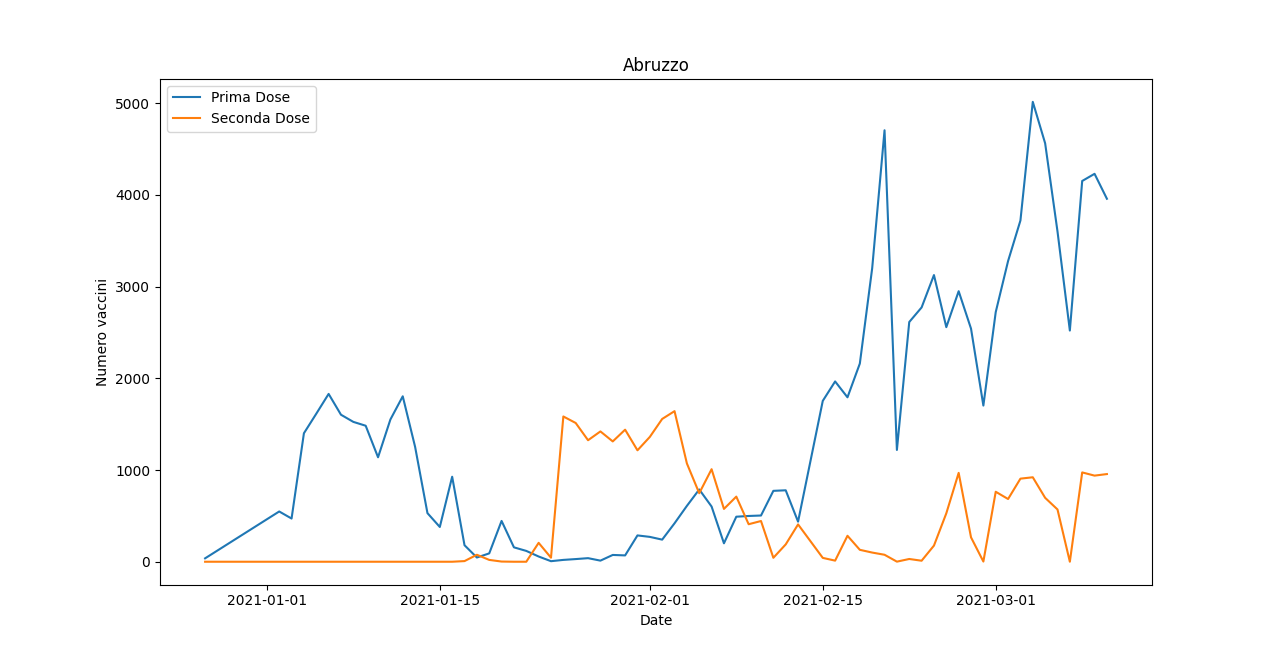 Abruzzo
Prima Dose
Seconda Dose
5000
4000
3000
2000
1000
0
Numero vaccini
2021-01-01
2021-01-15
2021-02-01
2021-02-15
2021-03-01
Date